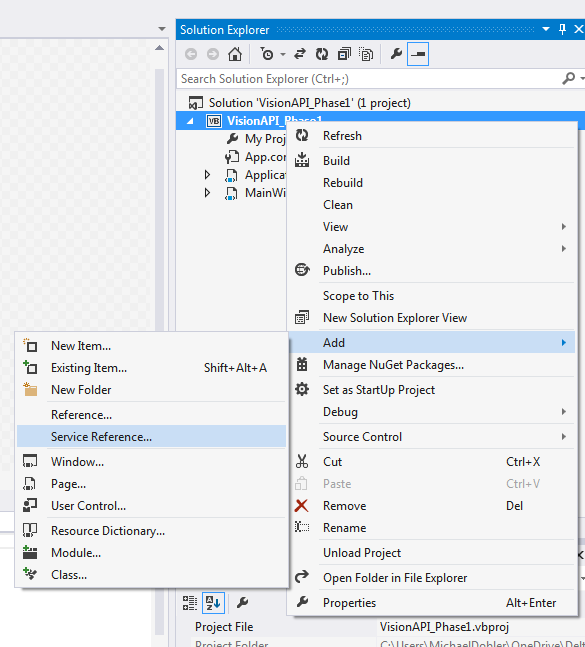 Solution Explorer
Search Solution Explorer (Ctrl+;)
Solution 'VisionAPI_Phase1' (1 project)
VB VisionAPI_Phase1
My Proj
App.con
Applica
MainWi
Refresh
Build
Rebuild
Clean
View
Analyze
Publish...
Scope to This
New Solution Explorer View
Add
Manage NuGet Packages...
Set as StartUp Project
Debug
Source Control
Cut Ctrl+X
Paste Ctrl+V
Remove Del
Rename
Unload Project
Open Folder in File Explorer
Properties Alt+Enter
New Item...
Existing Item... Shift+Alt+A
New Folder
Reference...
Service Reference...
Window...
Page...
User Control...
Resource Dictionary...
Module...
Class...
Project File VisionAPI_Phase1.vbproj
Project Folder C:\Users\MichaelDohler\OneDrive\Delt